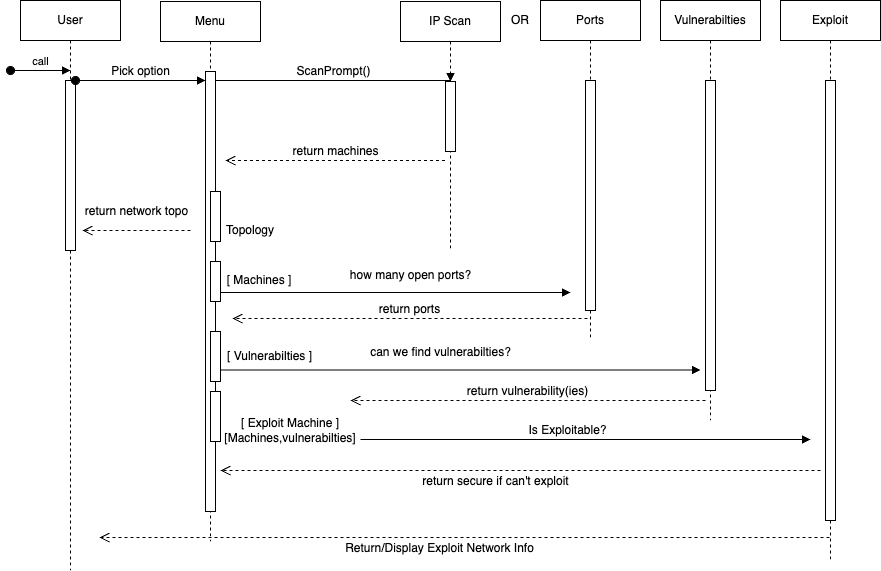 User
Menu
IP Scan
OR
Ports
Vulnerabilties
Exploit
call
Pick option
ScanPrompt()
return machines
return network topo
Topology
[ Machines ]
how many open ports?
return ports
[ Vulnerabilties ]
can we find vulnerabilties?
return vulnerability(ies)
[ Exploit Machine ]
[Machines,vulnerabilties]
Is Exploitable?
return secure if can't exploit
Return/Display Exploit Network Info